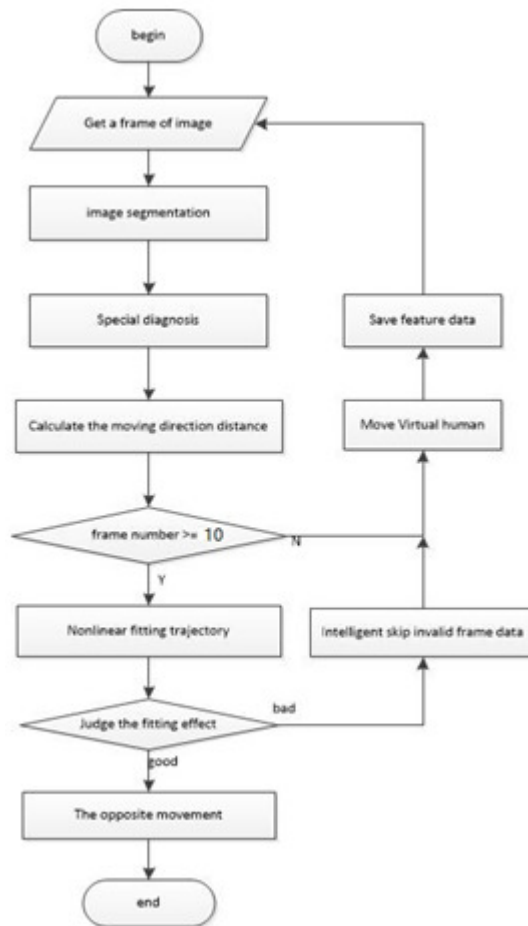 begin
Get a frame of image
image segmentation
Special diagnosis
Save feature data
Calculate the moving direction distance
Move Virtual human
frame number >= 10
N
Y
Nonlinear fitting trajectory
Intelligent skip invalid frame data
bad
Judge the fitting effect
good
The opposite movement
end